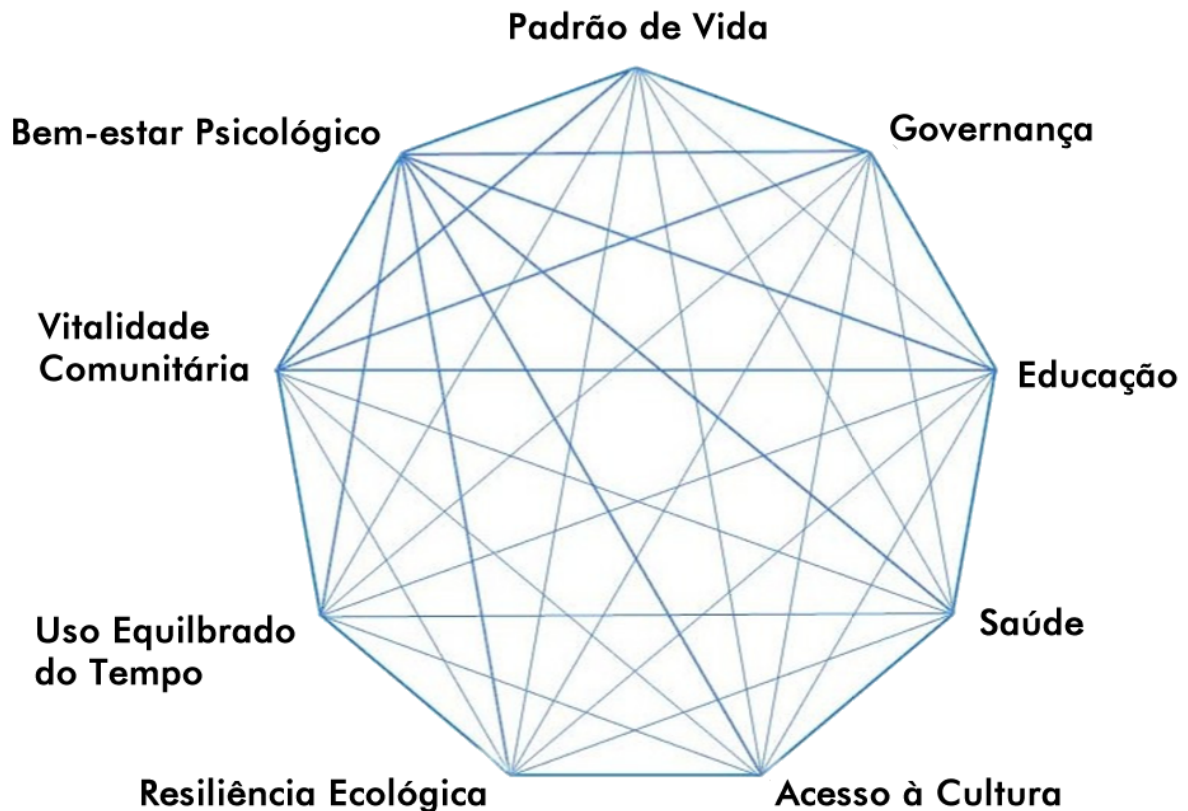 Padrão de Vida
Bem-estar Psicológico
Governança
Vitalidade
Comunitária
Educação
Uso Equilbrado
do Tempo
Saúde
Resiliência Ecológica
Acesso à Cultura